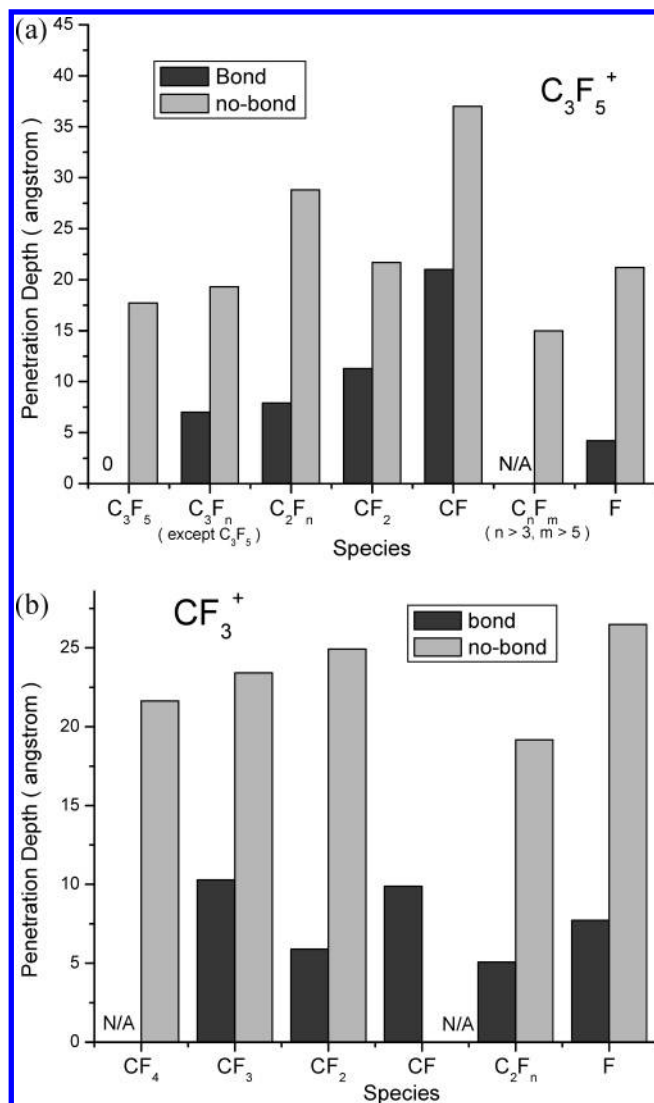 (a)
45
40
35
30
25
20
15
10
5
0
Penetration Depth ( angstrom )
Bond
no-bond
C₃F₅⁺
0
N/A
C₃F₅
C₃Fₙ
( except C₃F₅ )
C₂Fₙ
CF₂
CF
CₙFₘ
( n > 3, m > 5 )
F
Species
(b)
25
20
15
10
5
0
Penetration Depth ( angstrom )
CF₃⁺
bond
no-bond
N/A
N/A
CF₄
CF₃
CF₂
CF
C₂Fₙ
F
Species